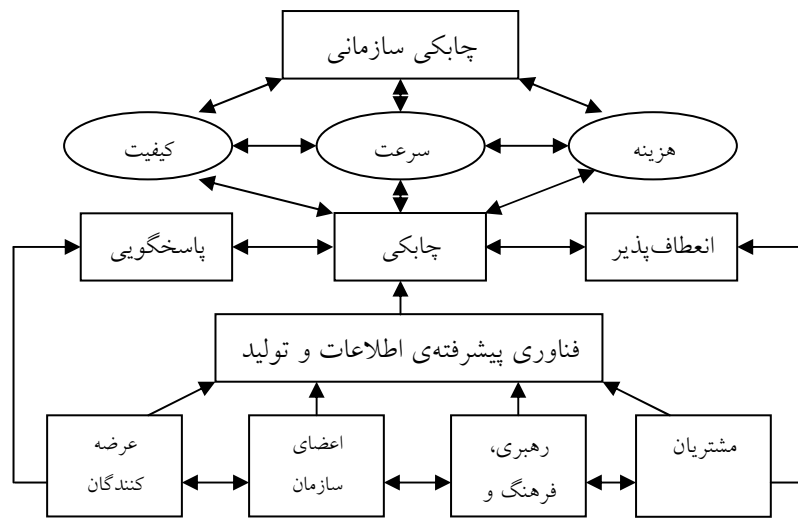 چابکی سازمانی
هزینه
سرعت
کیفیت
انعطاف‌پذیر
چابکی
پاسخگویی
فناوری پیشرفته‌ی اطلاعات و تولید
مشتریان
رهبری،
فرهنگ و
اعضای
سازمان
عرضه
کنندگان